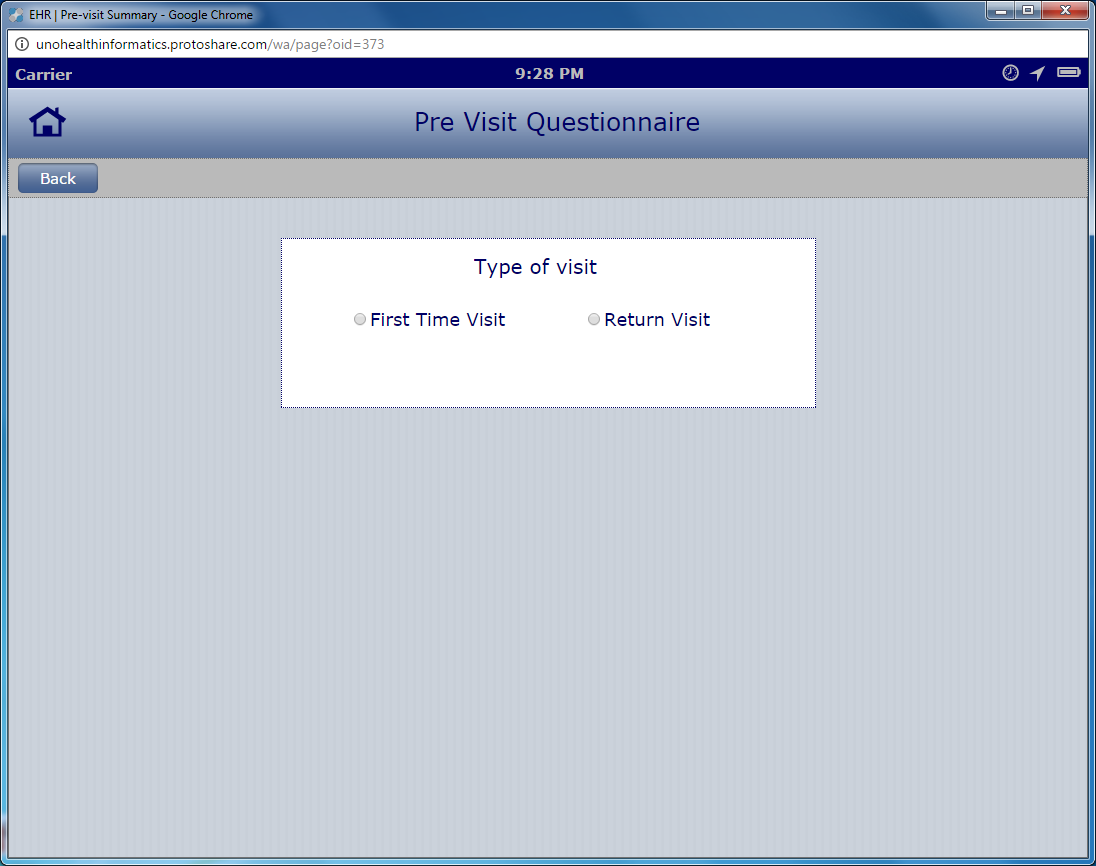 EHR | Pre-visit Summary - Google Chrome
unohealthinformatics.protoshare.com/wa/page?oid=373
Carrier 9:28 PM
Pre Visit Questionnaire
Back
Type of visit
First Time Visit Return Visit